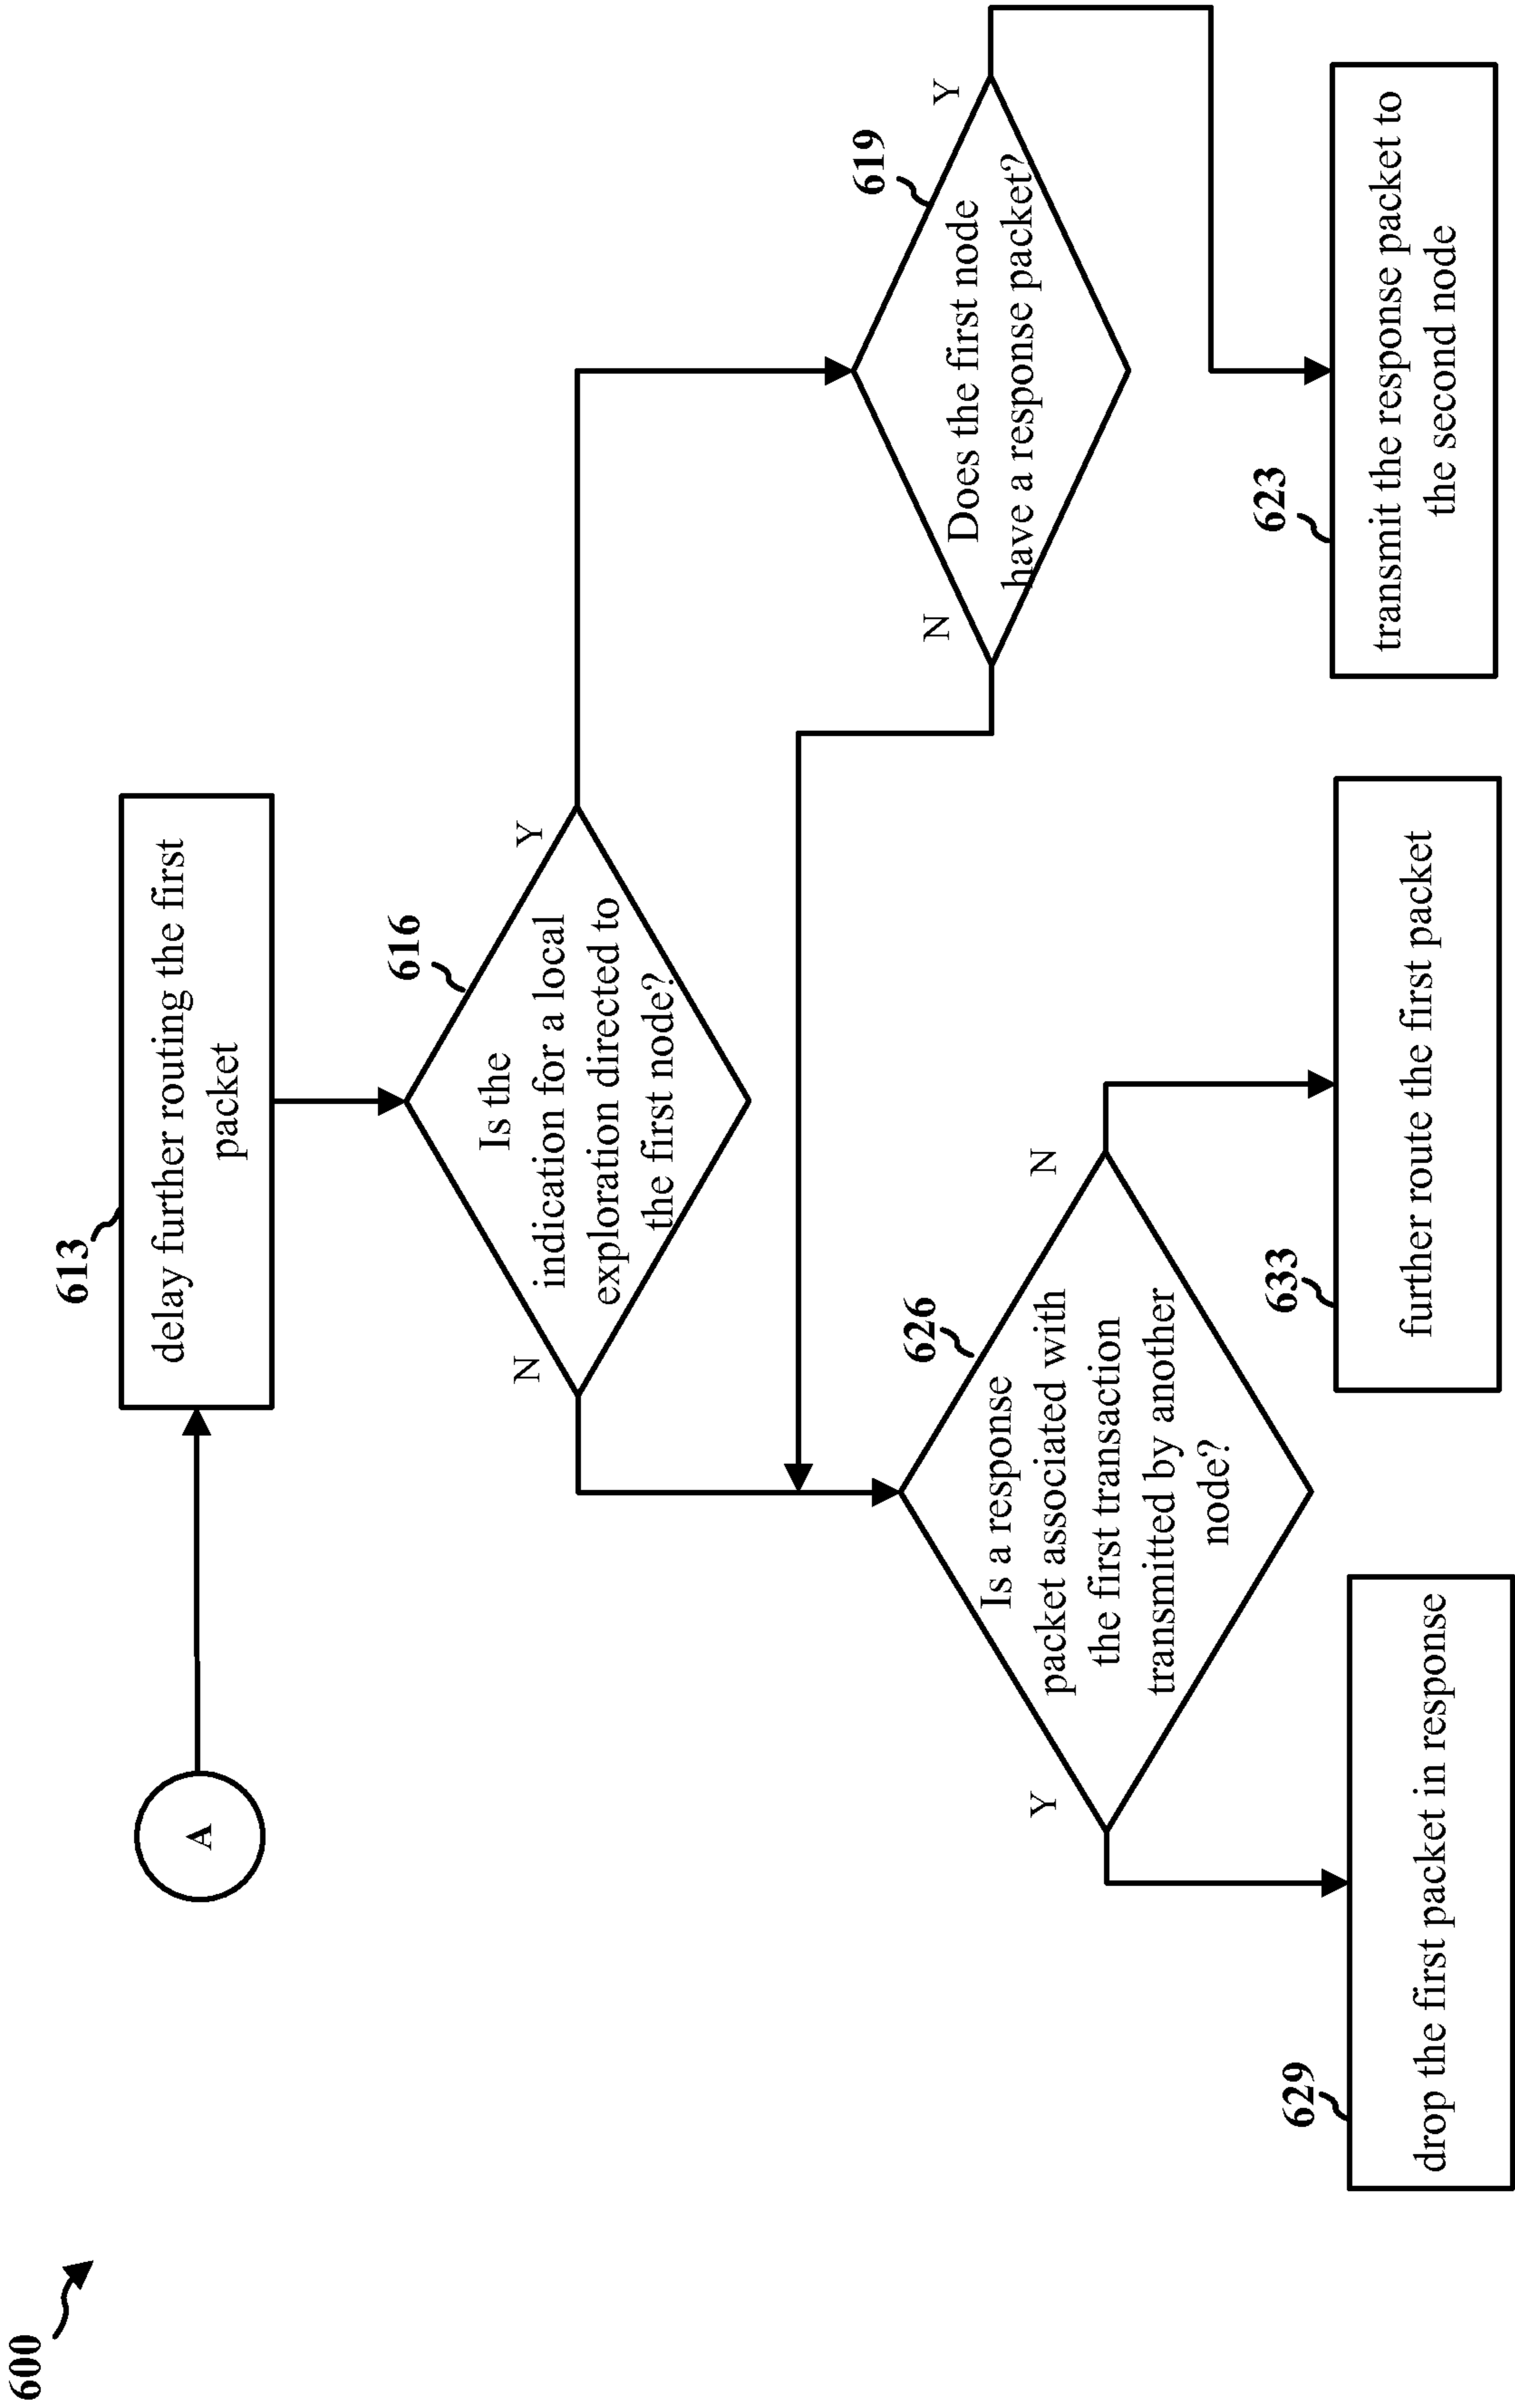 600
A
613
delay further routing the first
packet
616
Is the
indication for a local
exploration directed to
the first node?
N
Y
619
Does the first node
have a response packet?
N
Y
626
Is a response
packet associated with
the first transaction
transmitted by another
node?
Y
N
629
drop the first packet in response
633
further route the first packet
623
transmit the response packet to
the second node